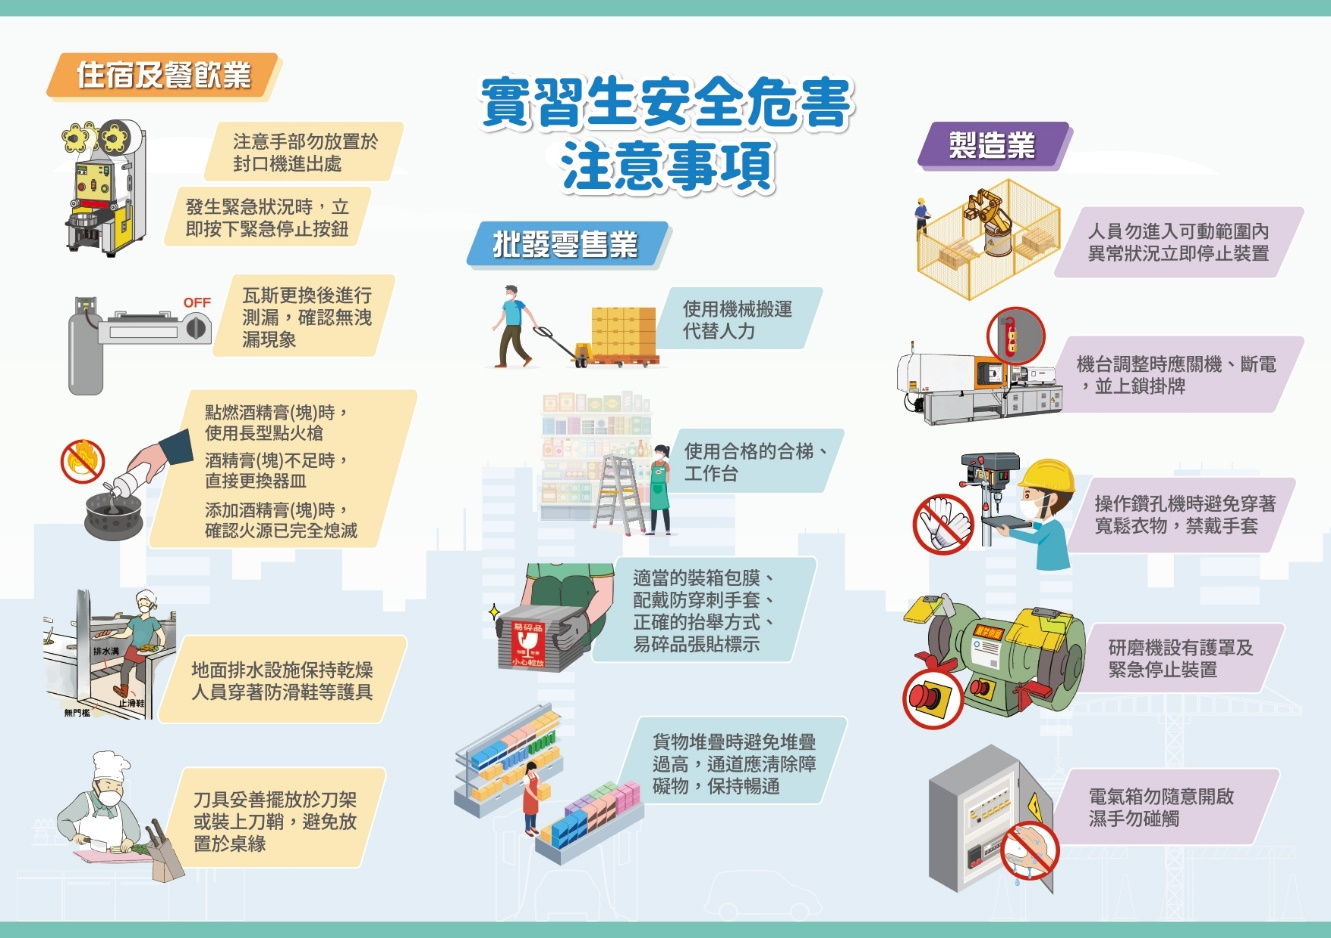 實習生安全危害
注意事項
住宿及餐飲業
注意手部勿放置於
封口機進出處
發生緊急狀況時，立
即按下緊急停止按鈕
OFF
瓦斯更換後進行
測漏，確認無洩
漏現象
點燃酒精膏(塊)時，
使用長型點火槍
酒精膏(塊)不足時，
直接更換器皿
添加酒精膏(塊)時，
確認火源已完全熄滅
排水溝
止滑鞋
無門檻
地面排水設施保持乾燥
人員穿著防滑鞋等護具
刀具妥善擺放於刀架
或裝上刀鞘，避免放
置於桌緣
批發零售業
使用機械搬運
代替人力
使用合格的合梯、
工作台
易碎品
小心輕放
適當的裝箱包膜、
配戴防穿刺手套、
正確的抬舉方式、
易碎品張貼標示
貨物堆疊時避免堆疊
過高，通道應淸除障
礙物，保持暢通
製造業
人員勿進入可動範圍內
異常狀況立即停止裝置
機台調整時應關機、斷電
，並上鎖掛牌
操作鑽孔機時避免穿著
寬鬆衣物，禁戴手套
研磨機設有護罩及
緊急停止裝置
電氣箱勿隨意開啟
濕手勿碰觸